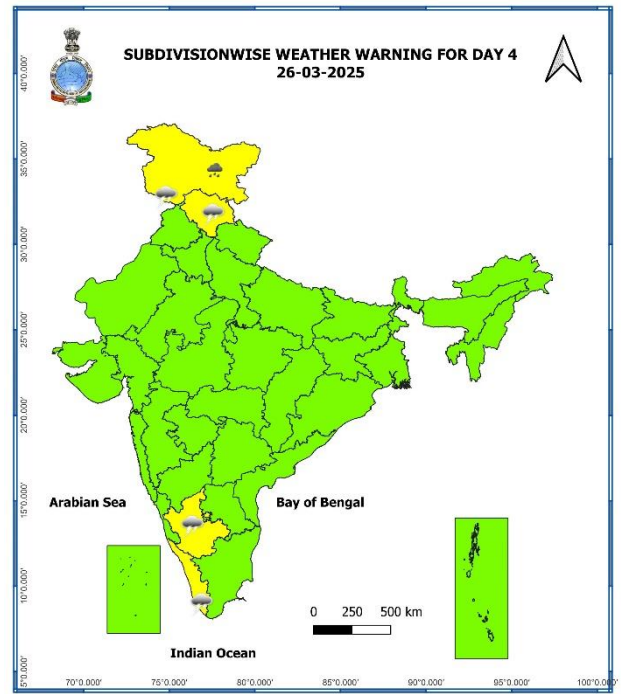 SUBDIVISIONWISE WEATHER WARNING FOR DAY 4
26-03-2025
40°0.000'
35°0.000'
30°0.000'
25°0.000'
20°0.000'
15°0.000'
10°0.000'
5°0.000'
Arabian Sea
Bay of Bengal
0 250 500 km
Indian Ocean
70°0.000' 75°0.000' 80°0.000' 85°0.000' 90°0.000' 95°0.000' 100°0.000'